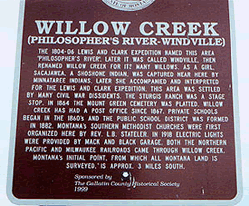 WILLOW CREEK
(PHILOSOPHERS RIVER-WINDVILLE)
THE 1804-06 LEWIS AND CLARK EXPEDITION NAMED THIS AREA
'PHILOSOPHER'S' RIVER. LATER IT WAS CALLED WINDVILLE, THEN
RENAMED WILLOW CREEK FOR ITS MANY WILLOWS. AS A GIRL
SACAJAWEA, A SHOSHONE INDIAN, WAS CAPTURED NEAR HERE BY
MINNATAREE INDIANS. LATER SHE ACCOMPANIED AND INTERPRETED
FOR THE LEWIS AND CLARK EXPEDITION. THIS AREA WAS SETTLED
BY MANY CIVIL WAR DISSIDENTS. THE STURGIS RANCH WAS A STAGE
STOP. IN 1864 THE MOUNT GREEN CEMETERY WAS PLATTED. WILLOW
CREEK HAS HAD A POST OFFICE SINCE 1867. PRIVATE SCHOOLS
BEGAN IN THE 1860's AND THE PUBLIC SCHOOL DISTRICT WAS FORMED
IN 1882. MONTANA'S SOUTHERN METHODIST CHURCHES WERE FIRST
ORGANIZED HERE BY REV. L.B. STATELER. IN 1918 ELECTRIC LIGHTS
WERE PROVIDED BY MACK AND BLACK GARAGE. BOTH THE NORTHERN
PACIFIC AND MILWAUKEE RAILROADS CAME THROUGH WILLOW CREEK.
MONTANA'S INITIAL POINT, FROM WHICH ALL MONTANA LAND IS
SURVEYED, IS APPROX. 3 MILES SOUTH.
Sponsored by
The Gallatin County Historical Society
1999